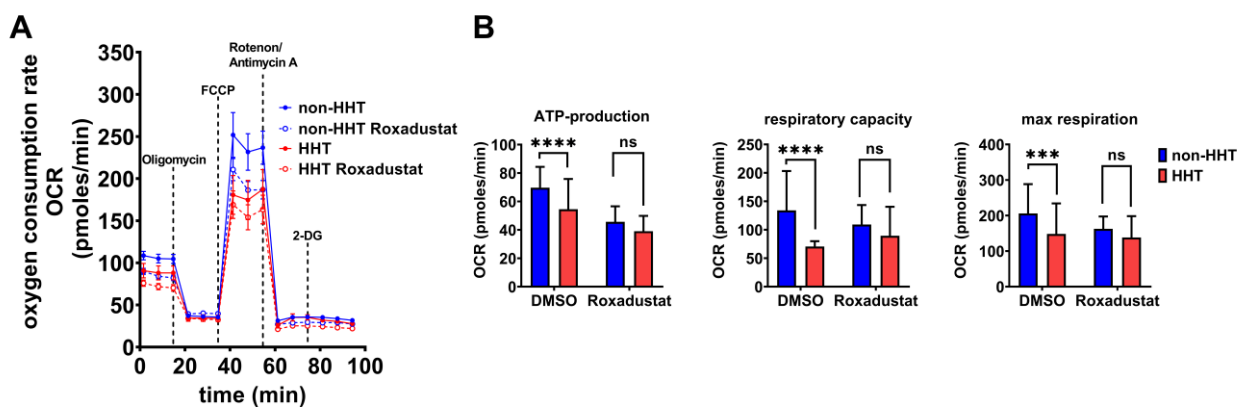 A
oxygen consumption rate
OCR
(pmoles/min)
350
300
250
200
150
100
50
0
0
20
40
60
80
100
time (min)
Oligomycin
FCCP
Rotenon/
Antimycin A
2-DG
non-HHT
non-HHT Roxadustat
HHT
HHT Roxadustat
B
ATP-production
OCR (pmoles/min)
100
80
60
40
20
0
****
ns
DMSO
Roxadustat
respiratory capacity
OCR (pmoles/min)
250
200
150
100
50
0
****
ns
DMSO
Roxadustat
max respiration
OCR (pmoles/min)
400
300
200
100
0
***
ns
DMSO
Roxadustat
non-HHT
HHT